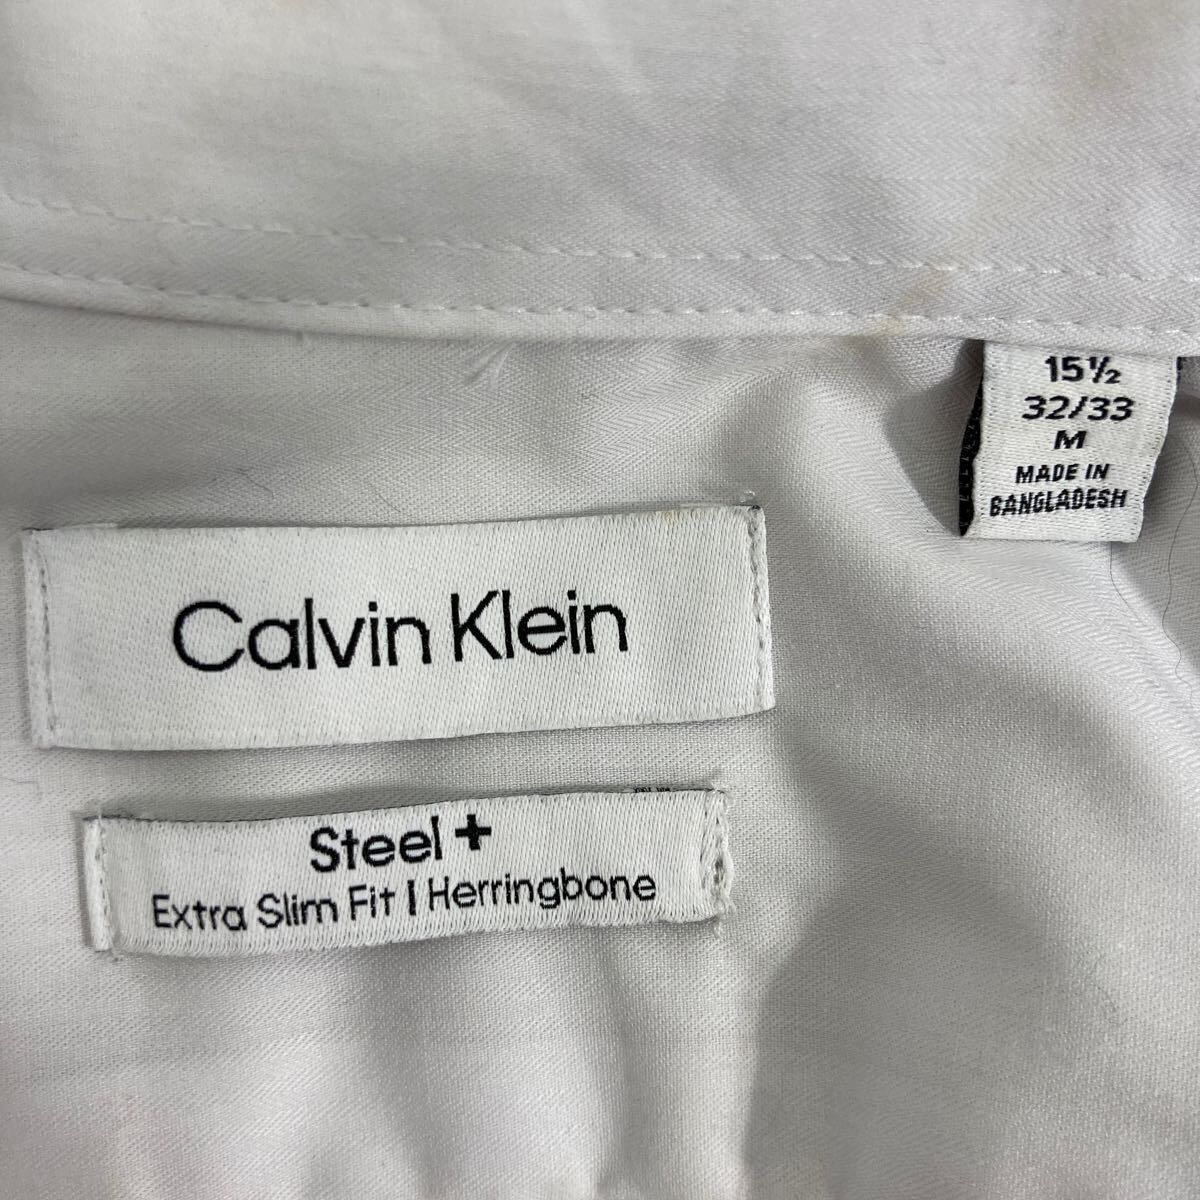 15½
32/33
M
MADE IN
BANGLADESH
Calvin Klein
Steel +
Extra Slim Fit | Herringbone